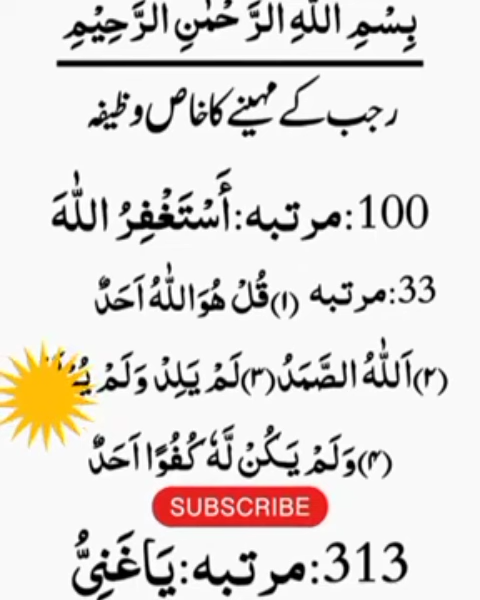 بِسْمِ اللّٰهِ الرَّحْمٰنِ الرَّحِيْمِ
رجب کے مہینے کا خاص وظیفہ
100:مرتبہ:أَسْتَغْفِرُ اللّٰهَ
33:مرتبہ (۱)قُلْ هُوَاللّٰهُ اَحَدٌ
(۲)اَللّٰهُ الصَّمَدُ(۳)لَمْ يَلِدْ وَلَمْ
(۴)وَلَمْ يَكُنْ لَّهٗ كُفُوًا اَحَدٌ
SUBSCRIBE
313:مرتبہ:يَاغَنِيُّ